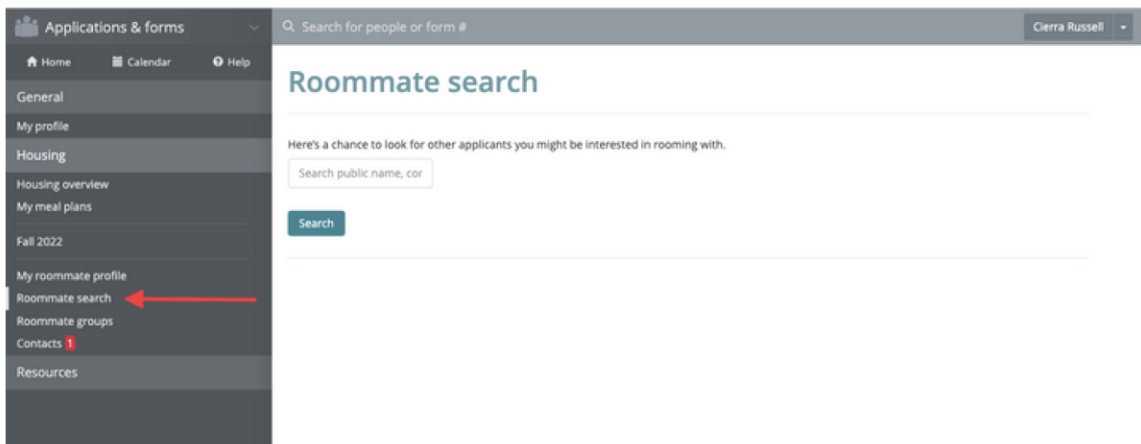 Applications & forms
Search for people or form #
Cierra Russell
Home
Calendar
Help
General
My profile
Housing
Housing overview
My meal plans
Fall 2022
My roommate profile
Roommate search
Roommate groups
Contacts 1
Resources
Roommate search
Here's a chance to look for other applicants you might be interested in rooming with.
Search public name, cor
Search